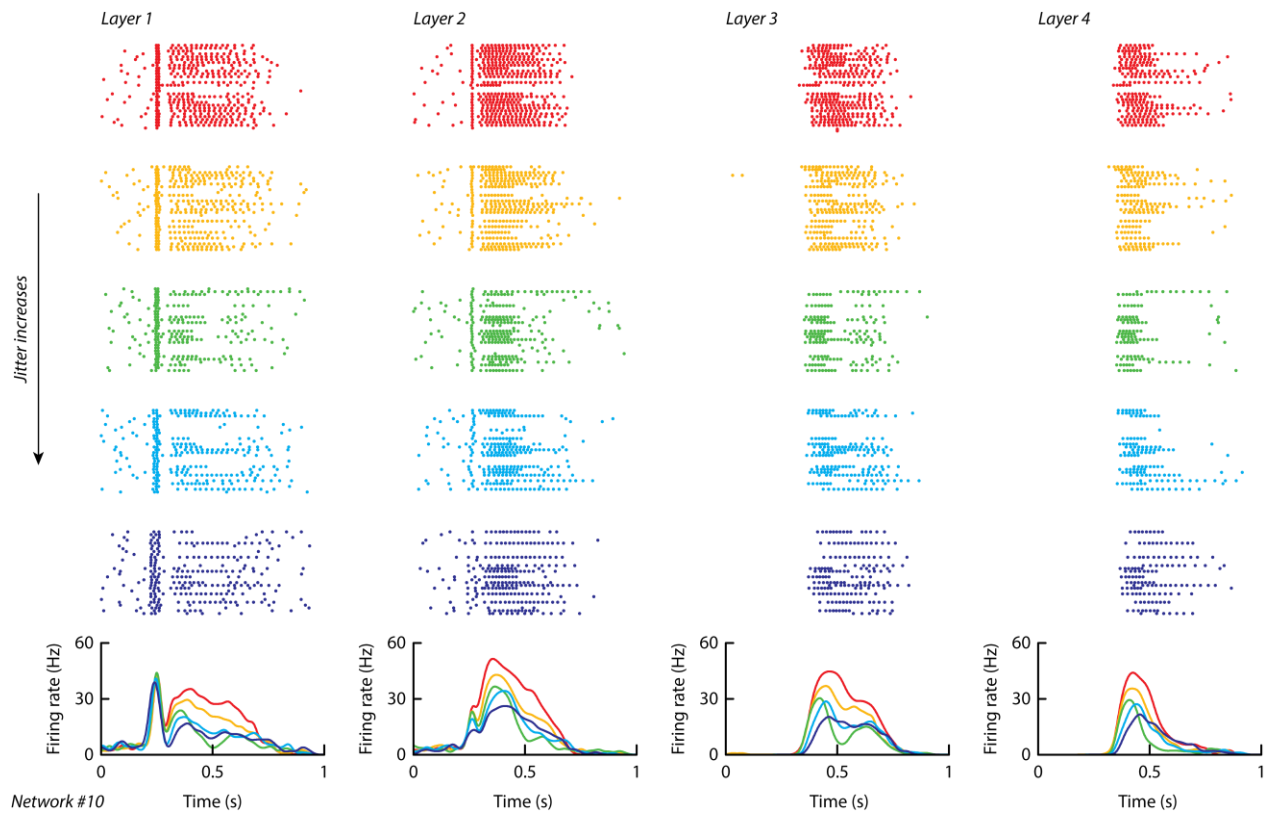 Layer 1
Layer 2
Layer 3
Layer 4
Jitter increases
60
30
0
Firing rate (Hz)
0
0.5
1
Time (s)
60
30
0
Firing rate (Hz)
0
0.5
1
Time (s)
60
30
0
Firing rate (Hz)
0
0.5
1
Time (s)
60
30
0
Firing rate (Hz)
0
0.5
1
Time (s)
Network #10